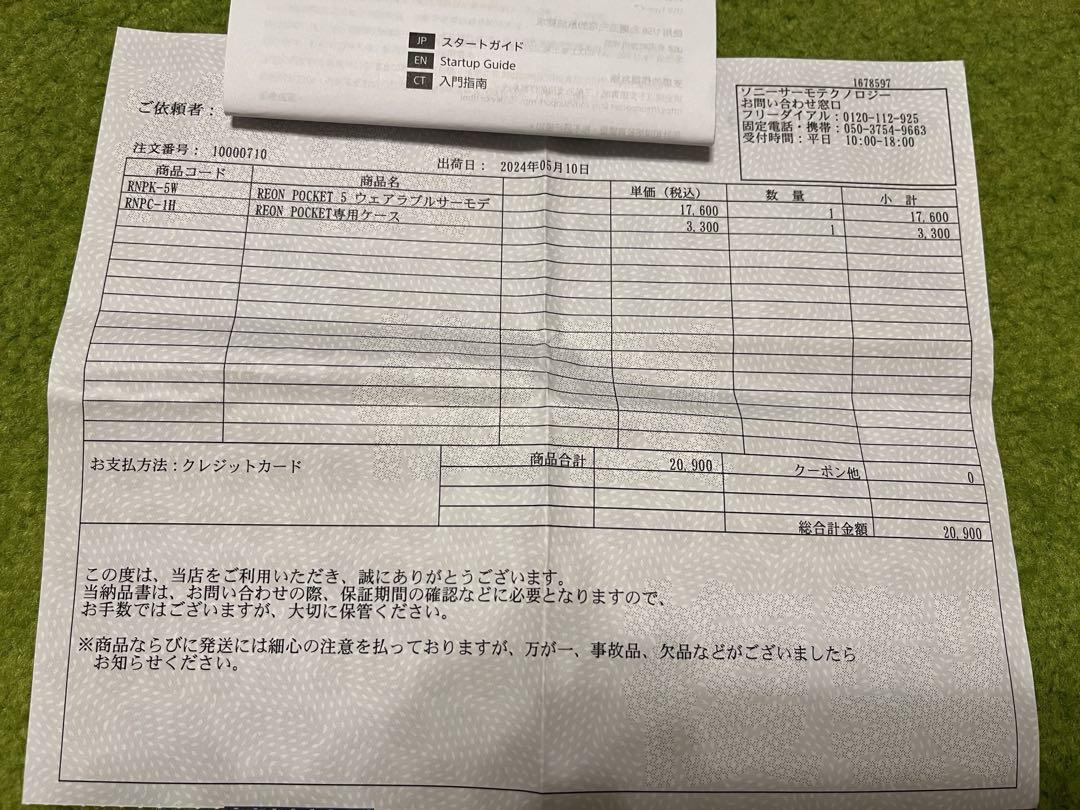 JP スタートガイド
EN Startup Guide
CT 入門指南
1678597
ソニーサーモテクノロジー
お問い合わせ窓口
フリーダイアル：0120-112-925
固定電話・携帯：050-3754-9663
受付時間：平日 10:00-18:00
ご依頼者：
注文番号： 10000710
出荷日： 2024年05月10日
商品コード 商品名 単価（税込） 数 量 小 計
RNPK-5W REON POCKET 5 ウェアラブルサーモデ 17,600 1 17,600
RNPC-1H REON POCKET専用ケース 3,300 1 3,300
お支払方法：クレジットカード
商品合計 20,900 クーポン他 0
総合計金額 20,900
この度は、当店をご利用いただき、誠にありがとうございます。
当納品書は、お問い合わせの際、保証期間の確認などに必要となりますので、
お手数ではございますが、大切に保管ください。
※商品ならびに発送には細心の注意を払っておりますが、万が一、事故品、欠品などがございましたら
お知らせください。